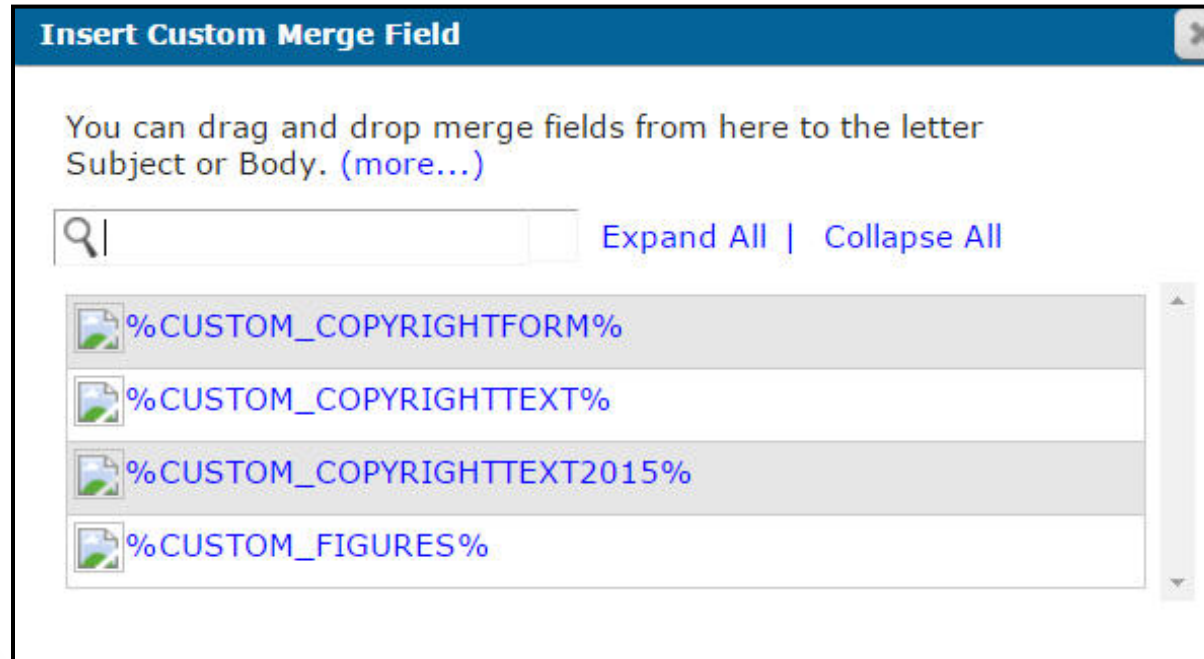 Insert Custom Merge Field
You can drag and drop merge fields from here to the letter
Subject or Body. (more...)
Expand All | Collapse All
%CUSTOM_COPYRIGHTFORM%
%CUSTOM_COPYRIGHTTEXT%
%CUSTOM_COPYRIGHTTEXT2015%
%CUSTOM_FIGURES%